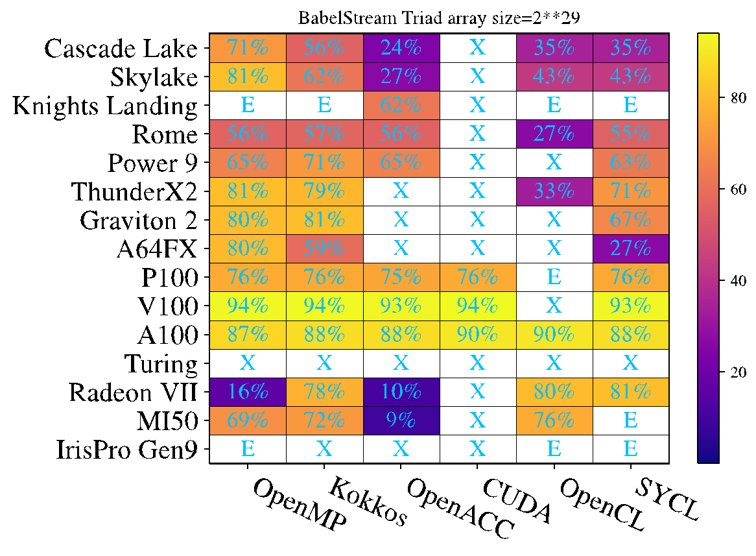 BabelStream Triad array size=2**29
Cascade Lake 71% 56% 24% X 35% 35%
Skylake 81% 62% 27% X 43% 43%
Knights Landing E E 62% X E E
Rome 56% 57% 56% X 27% 55%
Power 9 65% 71% 65% X X 63%
ThunderX2 81% 79% X X 33% 71%
Graviton 2 80% 81% X X X 67%
A64FX 80% 59% X X X 27%
P100 76% 76% 75% 76% E 76%
V100 94% 94% 93% 94% X 93%
A100 87% 88% 88% 90% 90% 88%
Turing X X X X X X
Radeon VII 16% 78% 10% X 80% 81%
MI50 69% 72% 9% X 76% E
IrisPro Gen9 E X X X E E
OpenMP Kokkos OpenACC CUDA OpenCL SYCL
80
60
40
20